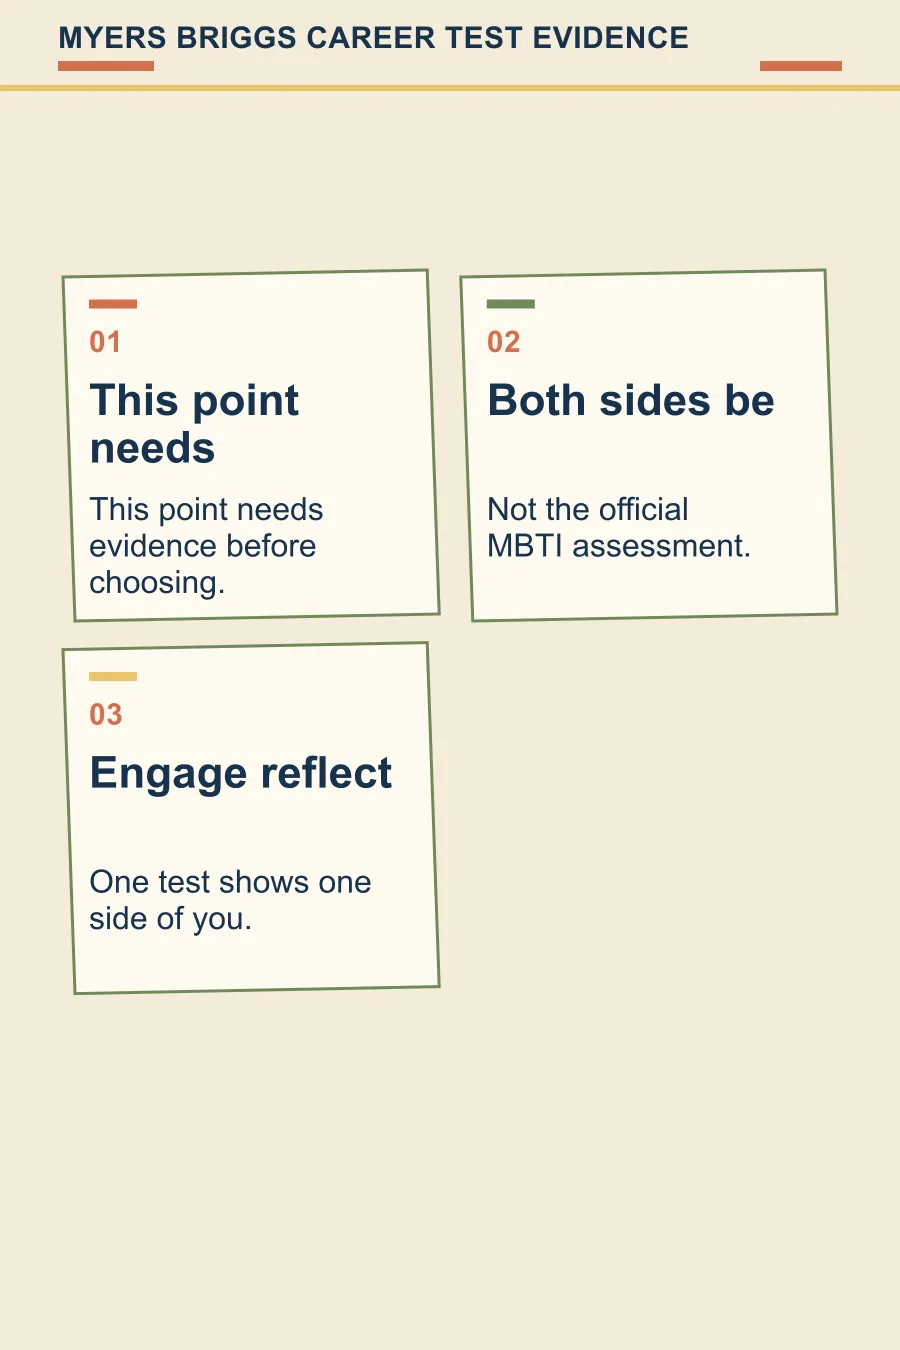 MYERS BRIGGS CAREER TEST EVIDENCE
01
This point
needs
This point needs
evidence before
choosing.
02
Both sides be
Not the official
MBTI assessment.
03
Engage reflect
One test shows one
side of you.